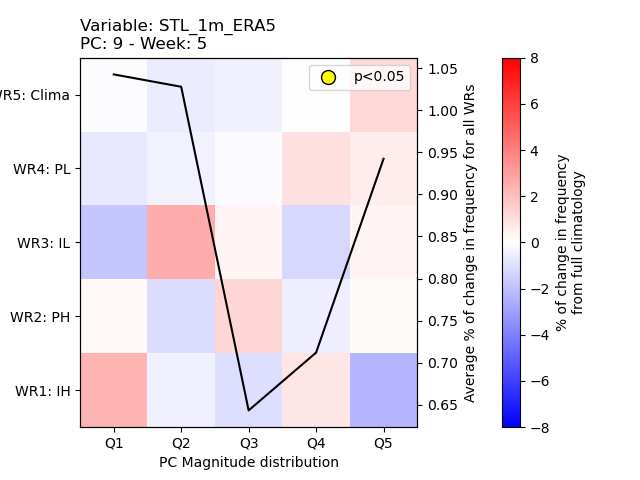 Variable: STL_1m_ERA5
PC: 9 - Week: 5
p<0.05
WR5: Clima
WR4: PL
WR3: IL
WR2: PH
WR1: IH
Q1 Q2 Q3 Q4 Q5
PC Magnitude distribution
1.05
1.00
0.95
0.90
0.85
0.80
0.75
0.70
0.65
Average % of change in frequency for all WRs
8
6
4
2
0
−2
−4
−6
−8
% of change in frequency
from full climatology